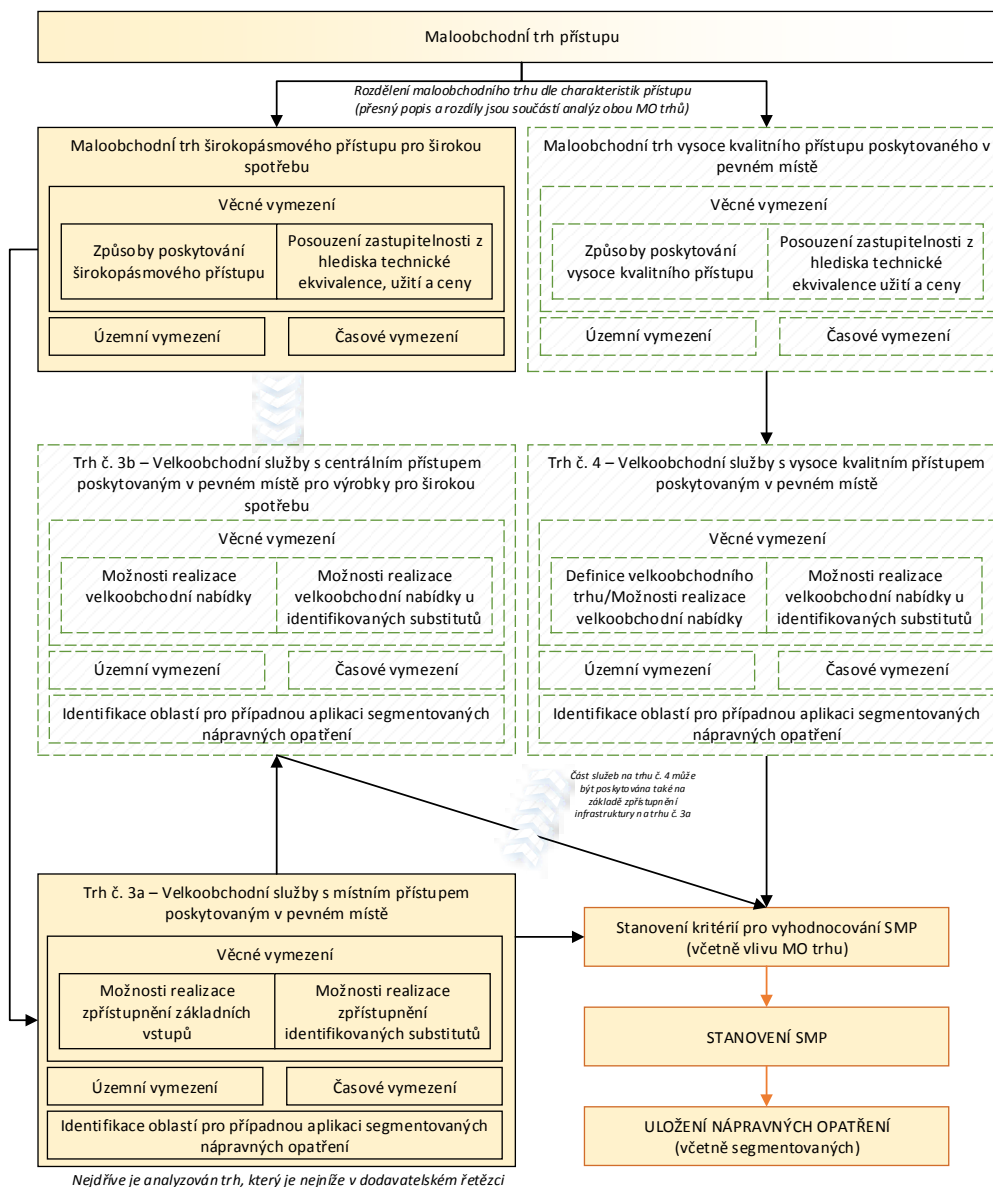 Maloobchodní trh přístupu
Rozdělení maloobchodního trhu dle charakteristik přístupu
(přesný popis a rozdíly jsou součástí analýz obou MO trhů)
Maloobchodní trh širokopásmového přístupu pro širokou
spotřebu
Věcné vymezení
Způsoby poskytování
širokopásmového přístupu
Posouzení zastupitelnosti z
hlediska technické
ekvivalence, užití a ceny
Územní vymezení
Časové vymezení
Maloobchodní trh vysoce kvalitního přístupu poskytovaného v
pevném místě
Věcné vymezení
Způsoby poskytování
vysoce kvalitního přístupu
Posouzení zastupitelnosti z
hlediska technické
ekvivalence užití a ceny
Územní vymezení
Časové vymezení
Trh č. 3b – Velkoobchodní služby s centrálním přístupem
poskytovaným v pevném místě pro výrobky pro širokou
spotřebu
Věcné vymezení
Možnosti realizace
velkoobchodní nabídky
Možnosti realizace
velkoobchodní nabídky u
identifikovaných substitutů
Územní vymezení
Časové vymezení
Identifikace oblastí pro případnou aplikaci segmentovaných
nápravných opatření
Trh č. 4 – Velkoobchodní služby s vysoce kvalitním přístupem
poskytovaným v pevném místě
Věcné vymezení
Definice velkoobchodního
trhu/Možnosti realizace
velkoobchodní nabídky
Možnosti realizace
velkoobchodní nabídky u
identifikovaných substitutů
Územní vymezení
Časové vymezení
Identifikace oblastí pro případnou aplikaci segmentovaných
nápravných opatření
Část služeb na trhu č. 4 může
být poskytována také na
základě zpřístupnění
infrastruktury na trhu č. 3a
Trh č. 3a – Velkoobchodní služby s místním přístupem
poskytovaným v pevném místě
Věcné vymezení
Možnosti realizace
zpřístupnění základních
vstupů
Možnosti realizace
zpřístupnění
identifikovaných substitutů
Územní vymezení
Časové vymezení
Identifikace oblastí pro případnou aplikaci segmentovaných
nápravných opatření
Nejdříve je analyzován trh, který je nejníže v dodavatelském řetězci
Stanovení kritérií pro vyhodnocování SMP
(včetně vlivu MO trhu)
STANOVENÍ SMP
ULOŽENÍ NÁPRAVNÝCH OPATŘENÍ
(včetně segmentovaných)